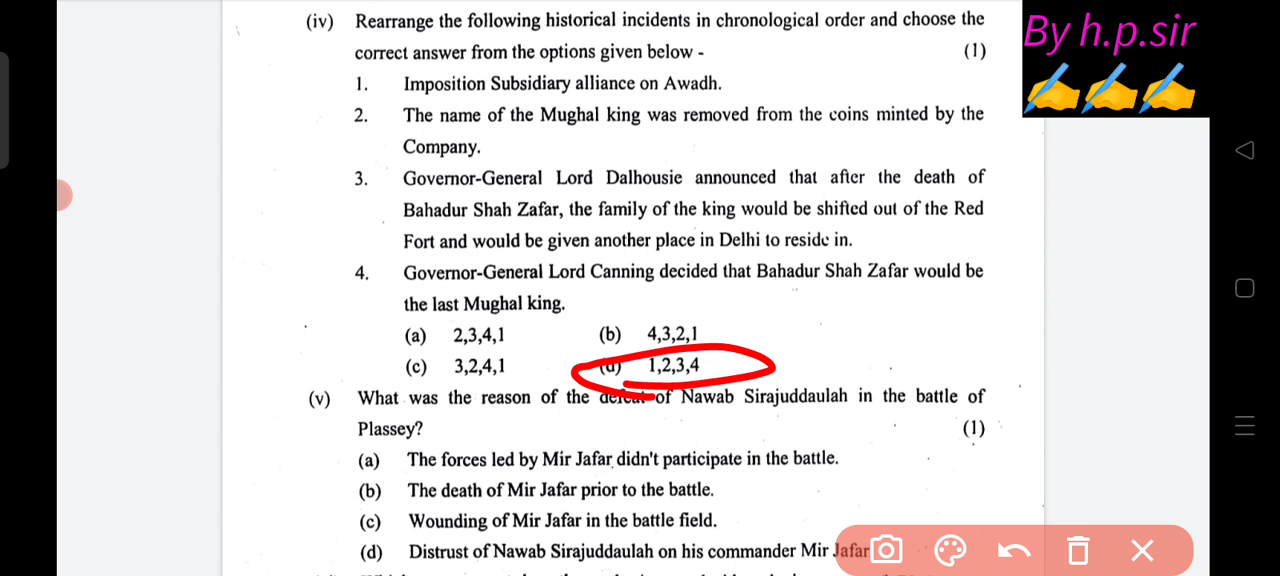 By h.p.sir
(iv) Rearrange the following historical incidents in chronological order and choose the
correct answer from the options given below - (1)
1. Imposition Subsidiary alliance on Awadh.
2. The name of the Mughal king was removed from the coins minted by the
Company.
3. Governor-General Lord Dalhousie announced that after the death of
Bahadur Shah Zafar, the family of the king would be shifted out of the Red
Fort and would be given another place in Delhi to reside in.
4. Governor-General Lord Canning decided that Bahadur Shah Zafar would be
the last Mughal king.
(a) 2,3,4,1 (b) 4,3,2,1
(c) 3,2,4,1 (d) 1,2,3,4
(v) What was the reason of the defeat of Nawab Sirajuddaulah in the battle of
Plassey? (1)
(a) The forces led by Mir Jafar didn't participate in the battle.
(b) The death of Mir Jafar prior to the battle.
(c) Wounding of Mir Jafar in the battle field.
(d) Distrust of Nawab Sirajuddaulah on his commander Mir Jafar